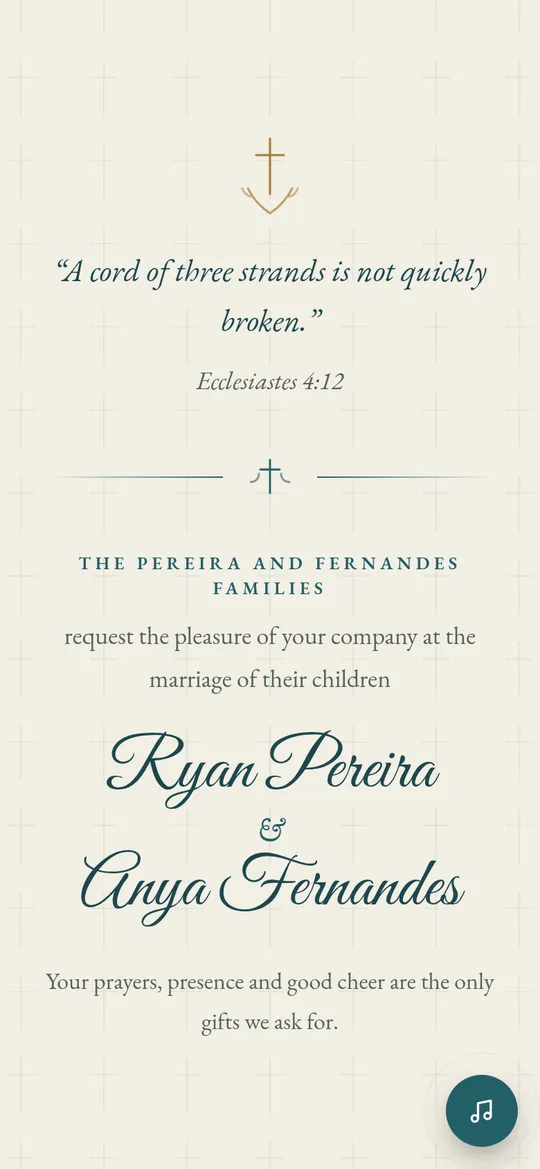 “A cord of three strands is not quickly
broken.”
Ecclesiastes 4:12
THE PEREIRA AND FERNANDES
FAMILIES
request the pleasure of your company at the
marriage of their children
Ryan Pereira
&
Anya Fernandes
Your prayers, presence and good cheer are the only
gifts we ask for.